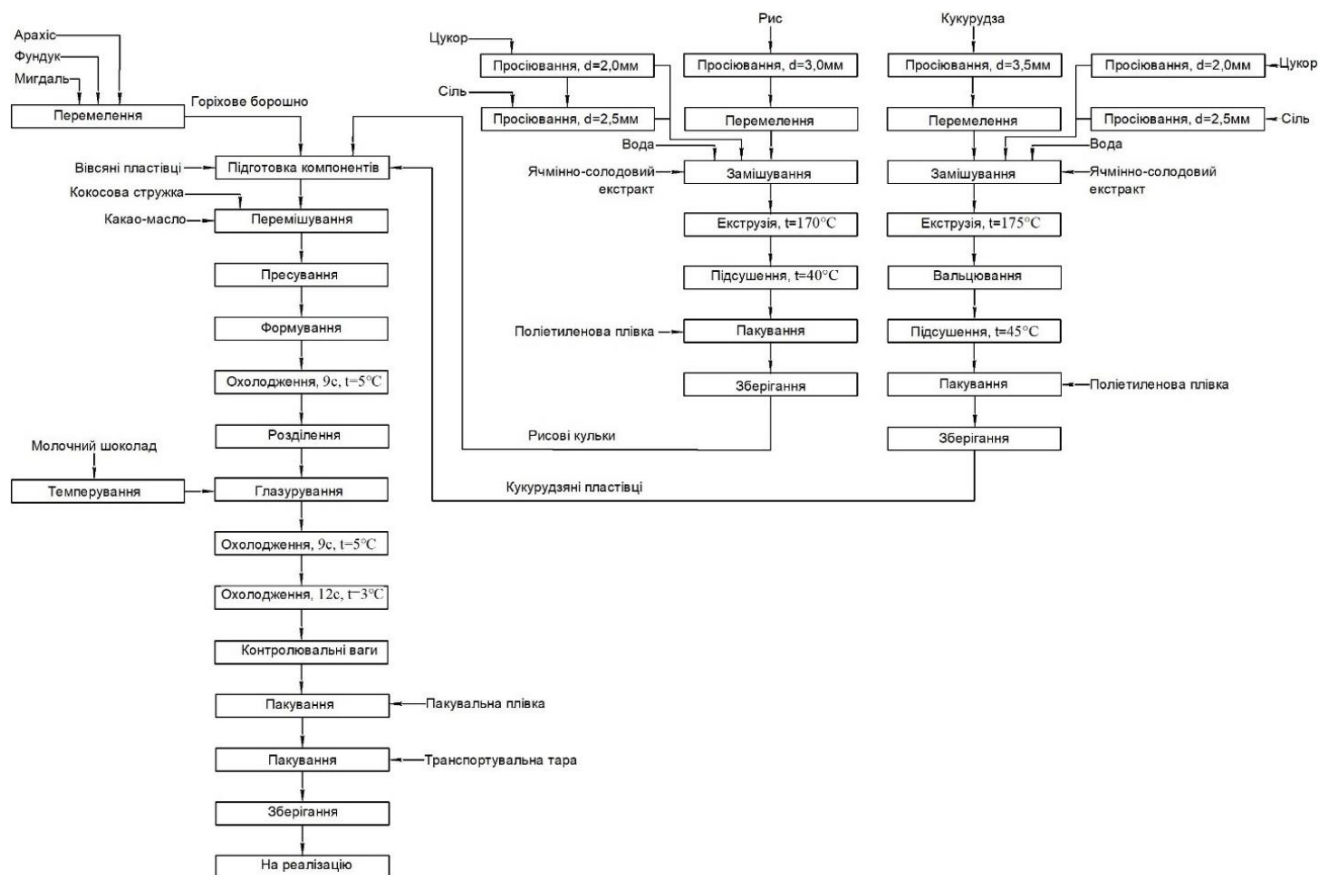 Арахіс
Фундук
Мигдаль
Перемелення
Горіхове борошно
Вівсяні пластівці
Підготовка компонентів
Кокосова стружка
Какао-масло
Перемішування
Пресування
Формування
Охолодження, 9с, t=5°C
Розділення
Молочний шоколад
Темперування
Глазурування
Охолодження, 9с, t=5°C
Охолодження, 12с, t=3°C
Контролювальні ваги
Пакування
Пакувальна плівка
Пакування
Транспортувальна тара
Зберігання
На реалізацію
Рис
Цукор
Просіювання, d=2,0мм
Просіювання, d=3,0мм
Сіль
Просіювання, d=2,5мм
Перемелення
Вода
Ячмінно-солодовий
екстракт
Замішування
Екструзія, t=170°C
Підсушення, t=40°C
Поліетиленова плівка
Пакування
Зберігання
Рисові кульки
Кукурудза
Просіювання, d=3,5мм
Просіювання, d=2,0мм
Цукор
Перемелення
Просіювання, d=2,5мм
Сіль
Вода
Замішування
Ячмінно-солодовий
екстракт
Екструзія, t=175°C
Вальцювання
Підсушення, t=45°C
Пакування
Поліетиленова плівка
Зберігання
Кукурудзяні пластівці